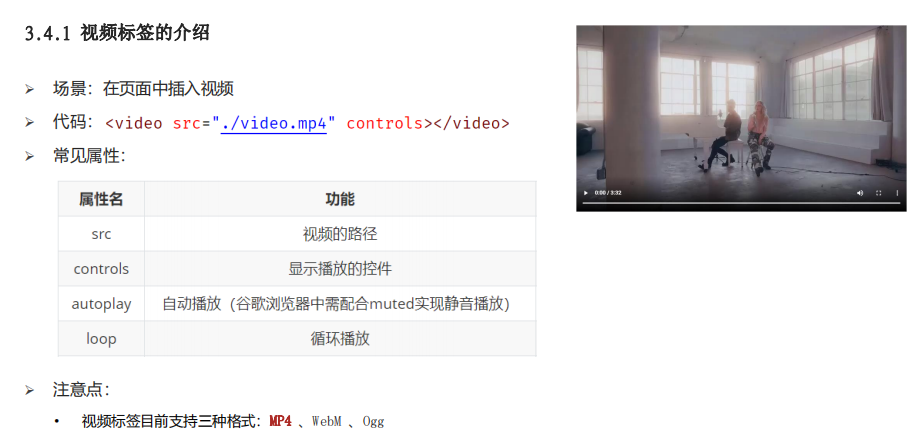 3.4.1 视频标签的介绍
➢ 场景：在页面中插入视频
➢ 代码：<video src="./video.mp4" controls></video>
➢ 常见属性：
属性名 功能
src 视频的路径
controls 显示播放的控件
autoplay 自动播放（谷歌浏览器中需配合muted实现静音播放）
loop 循环播放
➢ 注意点：
• 视频标签目前支持三种格式：MP4 、WebM 、Ogg
0:00 / 3:32